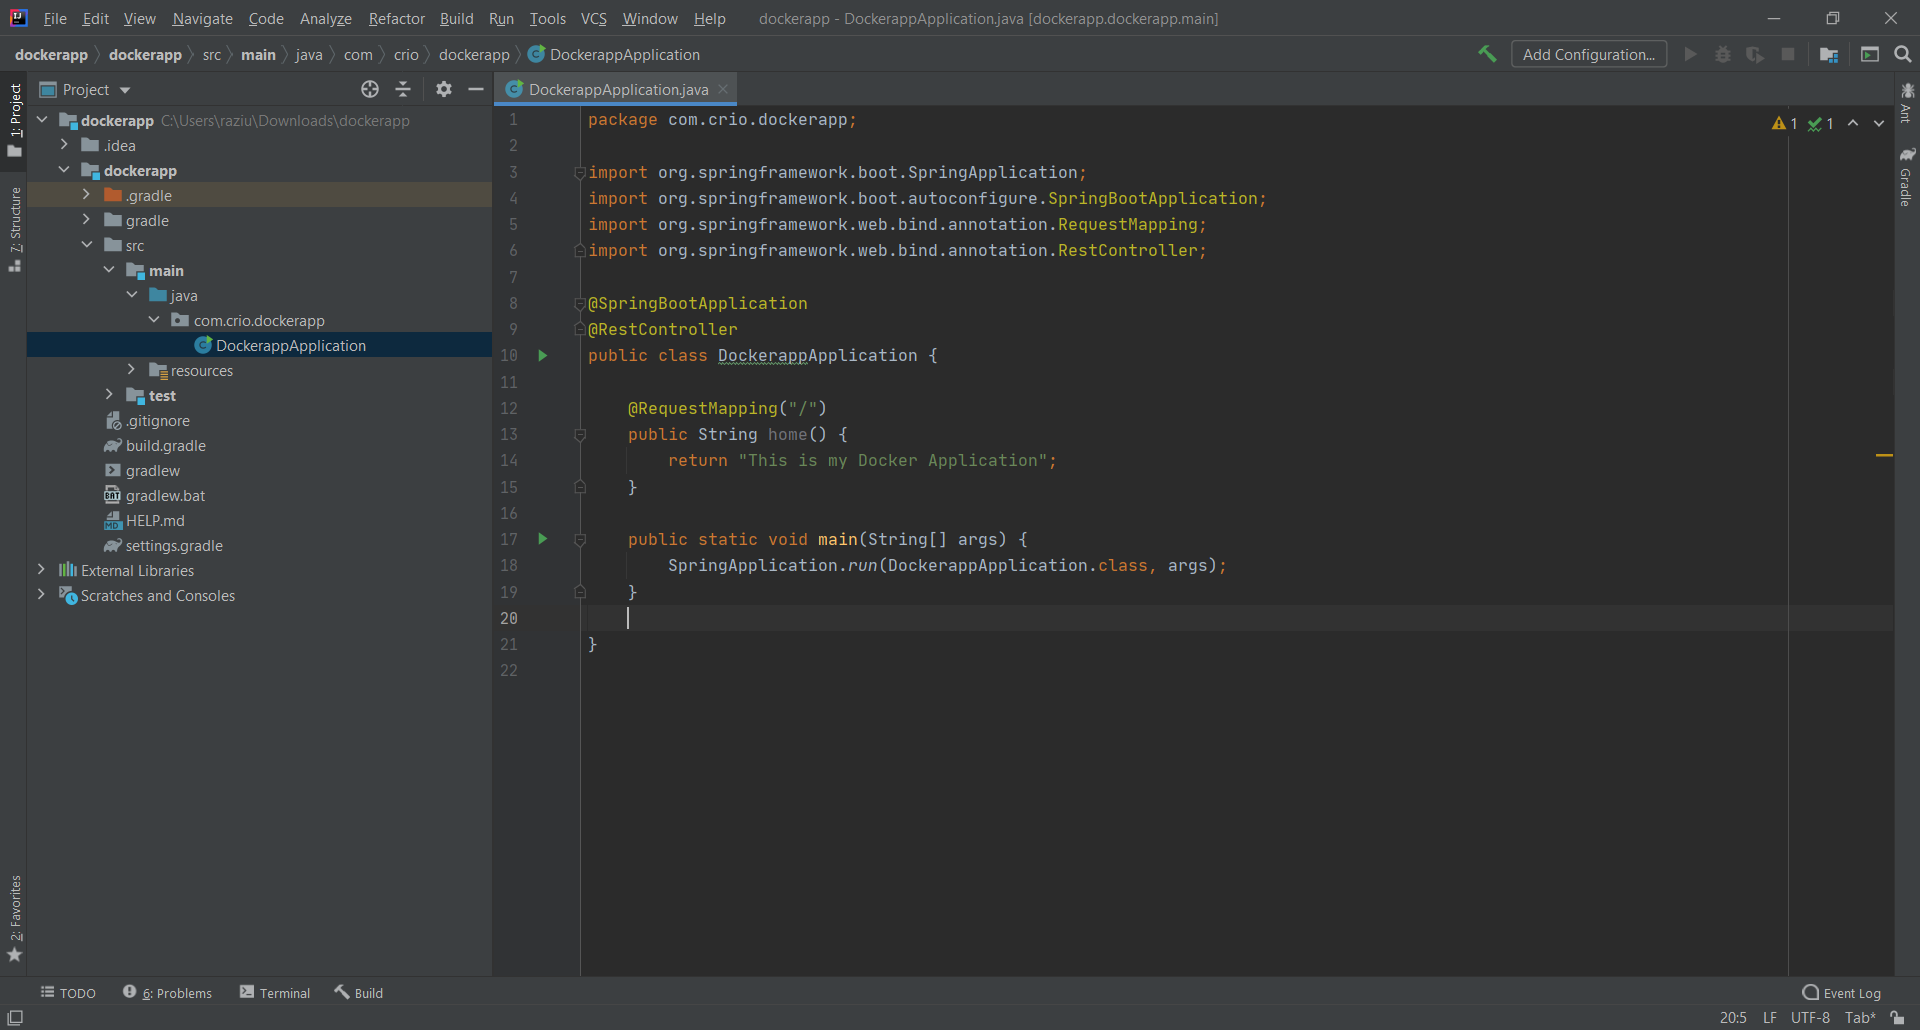 File Edit View Navigate Code Analyze Refactor Build Run Tools VCS Window Help dockerapp - DockerappApplication.java [dockerapp.dockerapp.main]
dockerapp dockerapp src main java com crio dockerapp DockerappApplication Add Configuration...
1: Project
7: Structure
2: Favorites
Project
dockerapp C:\Users\raziu\Downloads\dockerapp
.idea
dockerapp
.gradle
gradle
src
main
java
com.crio.dockerapp
DockerappApplication
resources
test
.gitignore
build.gradle
gradlew
gradlew.bat
HELP.md
settings.gradle
External Libraries
Scratches and Consoles
DockerappApplication.java
1 package com.crio.dockerapp;
2
3 import org.springframework.boot.SpringApplication;
4 import org.springframework.boot.autoconfigure.SpringBootApplication;
5 import org.springframework.web.bind.annotation.RequestMapping;
6 import org.springframework.web.bind.annotation.RestController;
7
8 @SpringBootApplication
9 @RestController
10 public class DockerappApplication {
11
12 @RequestMapping("/")
13 public String home() {
14 return "This is my Docker Application";
15 }
16
17 public static void main(String[] args) {
18 SpringApplication.run(DockerappApplication.class, args);
19 }
20
21 }
22
1 1
Ant
Gradle
TODO 6: Problems Terminal Build Event Log
20:5 LF UTF-8 Tab*